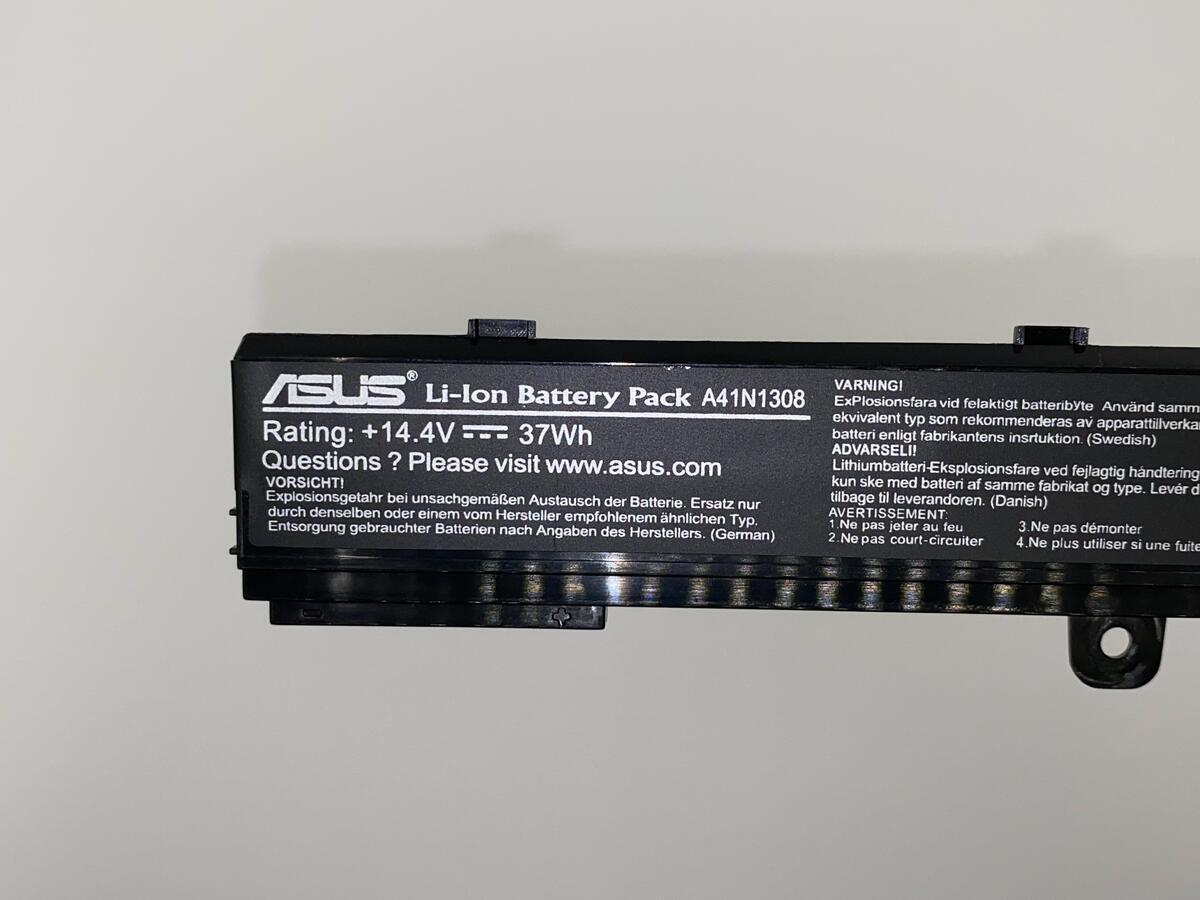 ASUS® Li-Ion Battery Pack A41N1308
Rating: +14.4V 37Wh
Questions ? Please visit www.asus.com
VORSICHT!
Explosionsgetahr bei unsachgemäßen Austausch der Batterie. Ersatz nur
durch denselben oder einem vom Hersteller empfohlenem ähnlichen Typ.
Entsorgung gebrauchter Batterien nach Angaben des Herstellers. (German)
VARNING!
ExPlosionsfara vid felaktigt batteribyte Använd samm
ekvivalent typ som rekommenderas av apparattilverka
batteri enligt fabrikantens insrtuktion. (Swedish)
ADVARSELI!
Lithiumbatteri-Eksplosionsfare ved fejlagtig håndtering
kun ske med batteri af samme fabrikat og type. Levér d
tilbage til leverandoren. (Danish)
AVERTISSEMENT:
1.Ne pas jeter au feu 3.Ne pas démonter
2.Ne pas court-circuiter 4.Ne plus utiliser si une fuite
- +